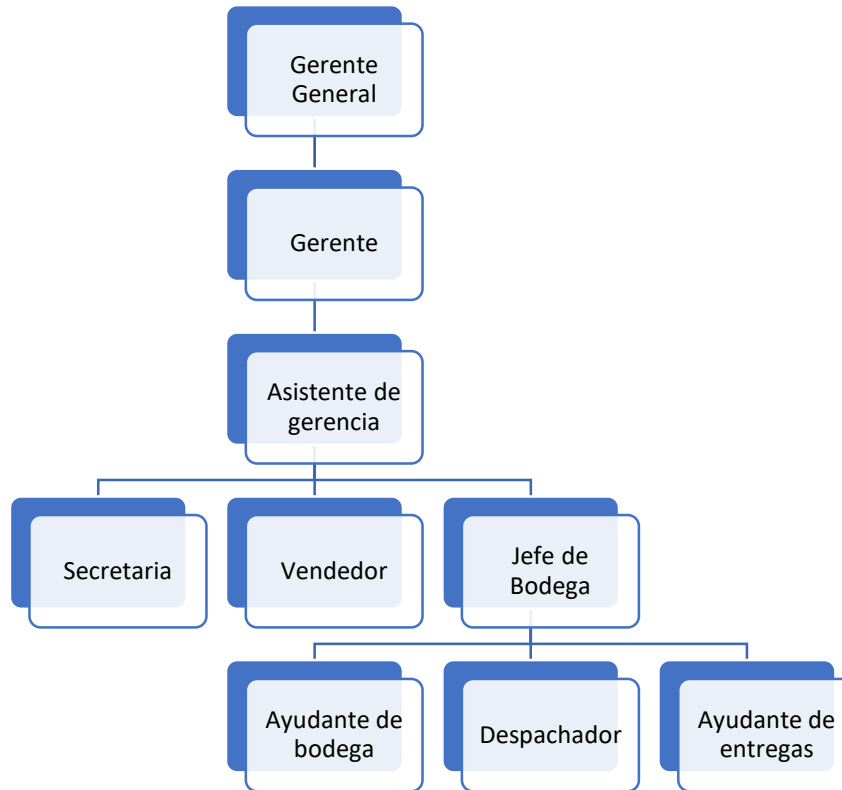 Gerente
General
Gerente
Asistente de
gerencia
Secretaria
Vendedor
Jefe de
Bodega
Ayudante de
bodega
Despachador
Ayudante de
entregas